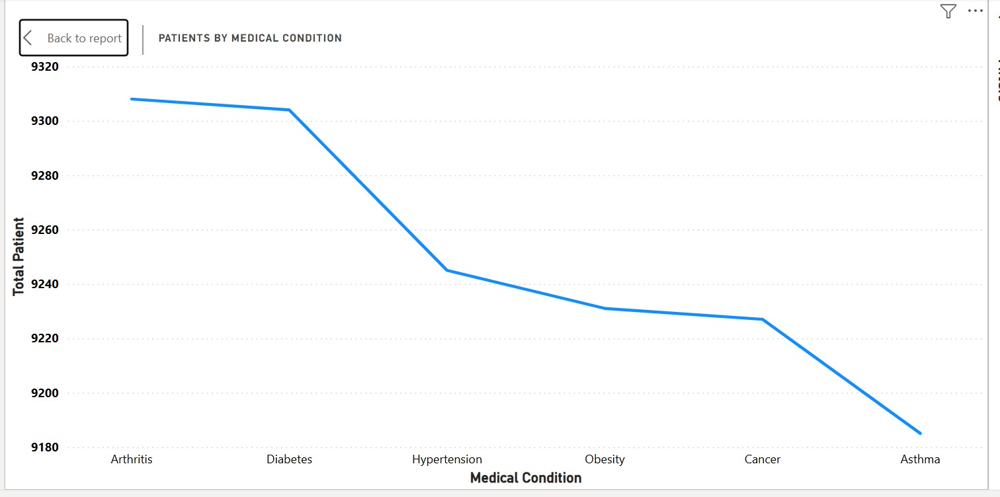 Back to report
PATIENTS BY MEDICAL CONDITION
9320
9300
9280
9260
9240
9220
9200
9180
Total Patient
Arthritis Diabetes Hypertension Obesity Cancer Asthma
Medical Condition